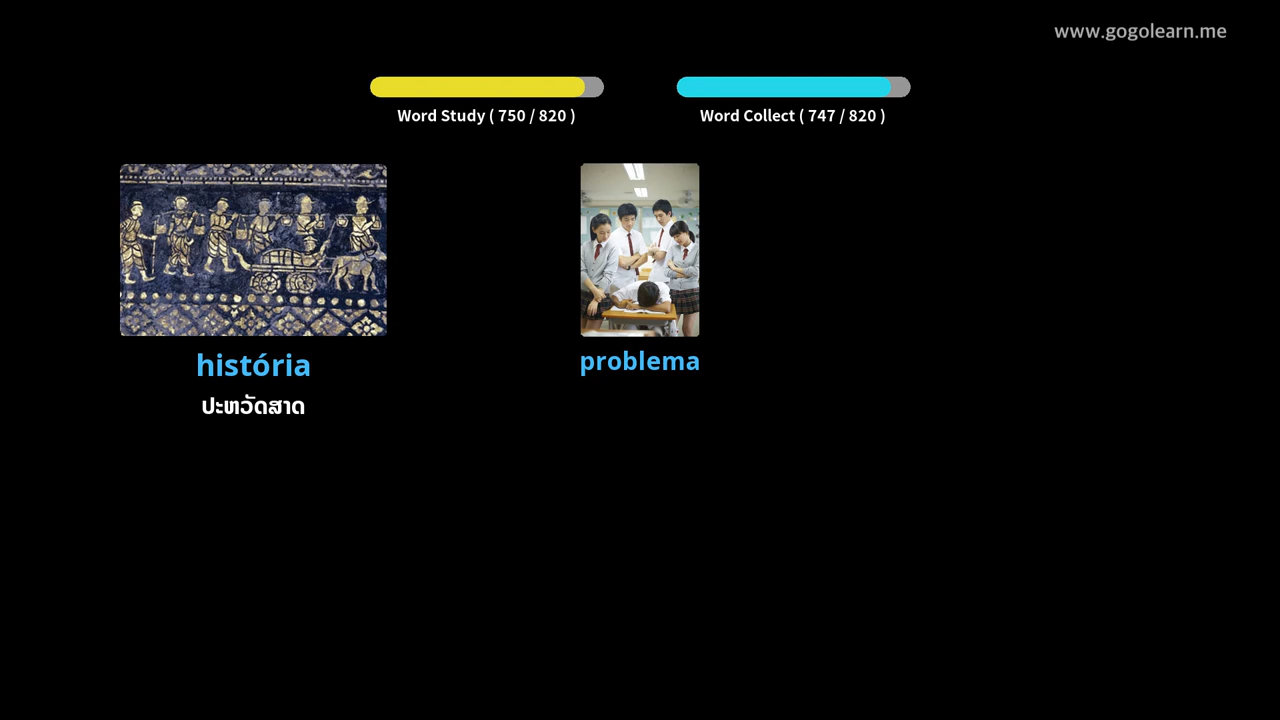 www.gogolearn.me
Word Study ( 750 / 820 )
Word Collect ( 747 / 820 )
história
ປະຫວັດສາດ
problema